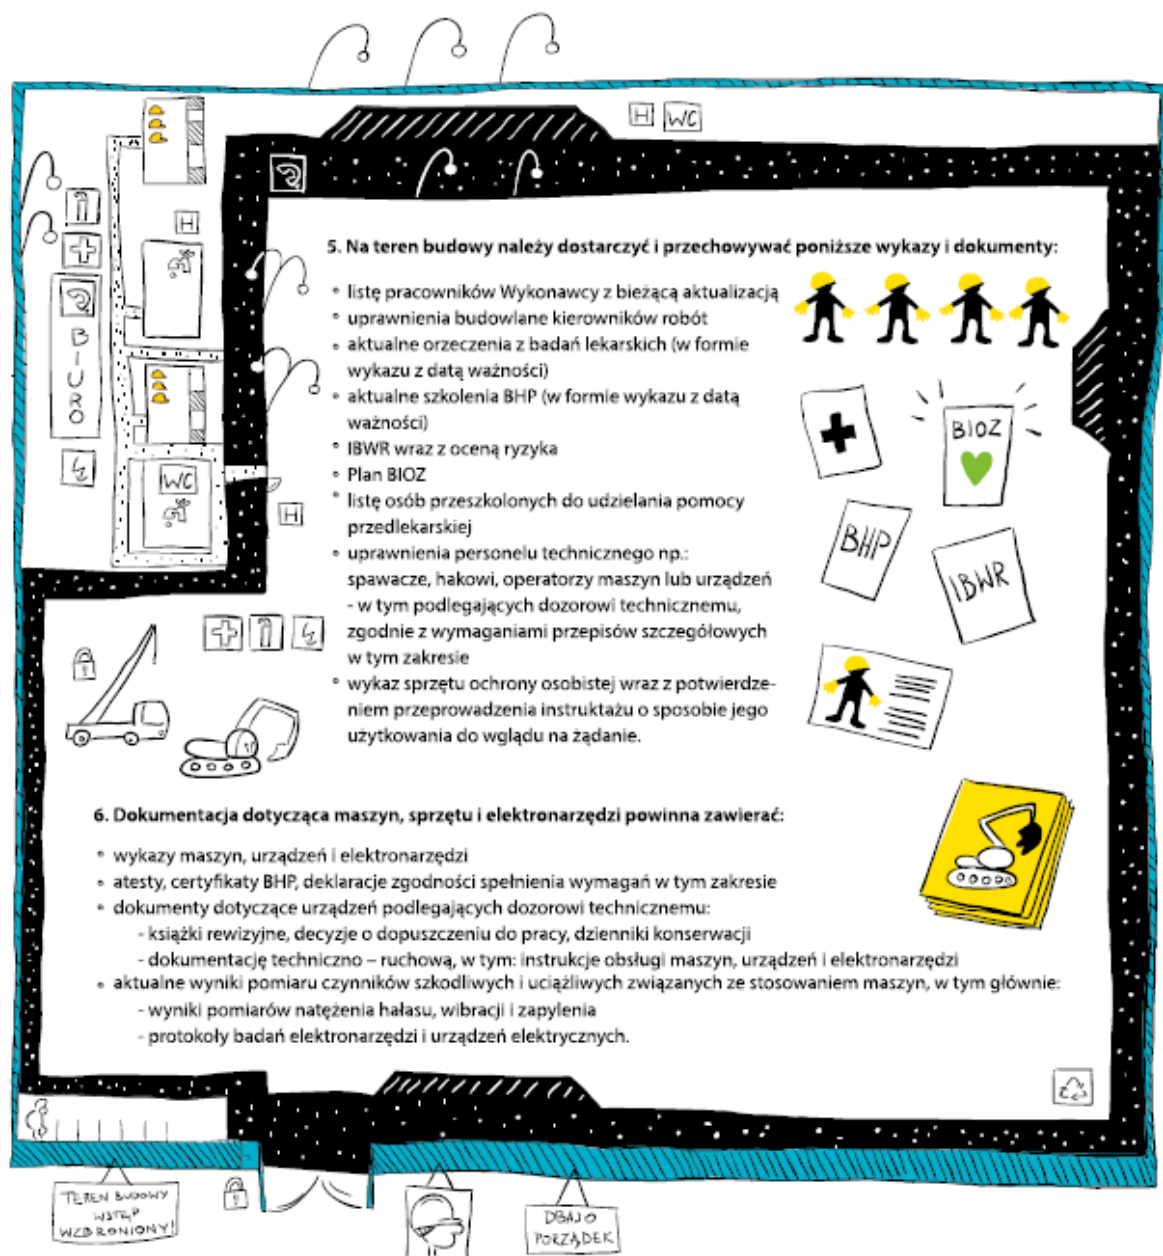 H WC
H
BIURO
WC
H
5. Na teren budowy należy dostarczyć i przechowywać poniższe wykazy i dokumenty:
• listę pracowników Wykonawcy z bieżącą aktualizacją
• uprawnienia budowlane kierowników robót
• aktualne orzeczenia z badań lekarskich (w formie
wykazu z datą ważności)
• aktualne szkolenia BHP (w formie wykazu z datą
ważności)
• IBWR wraz z oceną ryzyka
• Plan BIOZ
• listę osób przeszkolonych do udzielania pomocy
przedlekarskiej
• uprawnienia personelu technicznego np.:
spawacze, hakowi, operatorzy maszyn lub urządzeń
- w tym podlegających dozorowi technicznemu,
zgodnie z wymaganiami przepisów szczegółowych
w tym zakresie
• wykaz sprzętu ochrony osobistej wraz z potwierdze-
niem przeprowadzenia instruktażu o sposobie jego
użytkowania do wglądu na żądanie.
BIOZ
BHP
IBWR
6. Dokumentacja dotycząca maszyn, sprzętu i elektronarzędzi powinna zawierać:
• wykazy maszyn, urządzeń i elektronarzędzi
• atesty, certyfikaty BHP, deklaracje zgodności spełnienia wymagań w tym zakresie
• dokumenty dotyczące urządzeń podlegających dozorowi technicznemu:
- książki rewizyjne, decyzje o dopuszczeniu do pracy, dzienniki konserwacji
- dokumentację techniczno – ruchową, w tym: instrukcje obsługi maszyn, urządzeń i elektronarzędzi
• aktualne wyniki pomiaru czynników szkodliwych i uciążliwych związanych ze stosowaniem maszyn, w tym głównie:
- wyniki pomiarów natężenia hałasu, wibracji i zapylenia
- protokoły badań elektronarzędzi i urządzeń elektrycznych.
TEREN BUDOWY
WSTĘP
WZBRONIONY!
DBAJ O
PORZĄDEK